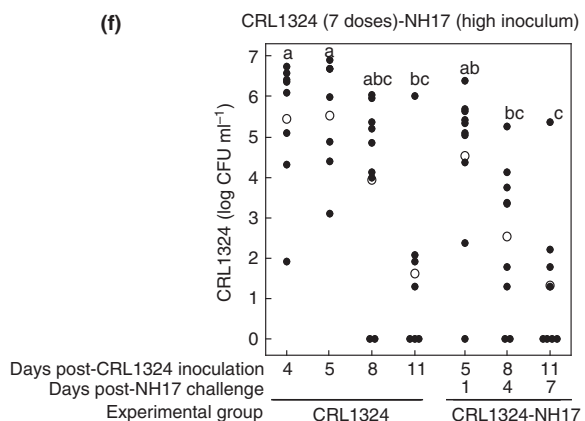 (f) CRL1324 (7 doses)-NH17 (high inoculum)
CRL1324 (log CFU ml⁻¹)
7
6
5
4
3
2
1
0
a a abc bc ab bc c
Days post-CRL1324 inoculation 4 5 8 11 5 8 11
Days post-NH17 challenge 1 4 7
Experimental group CRL1324 CRL1324-NH17